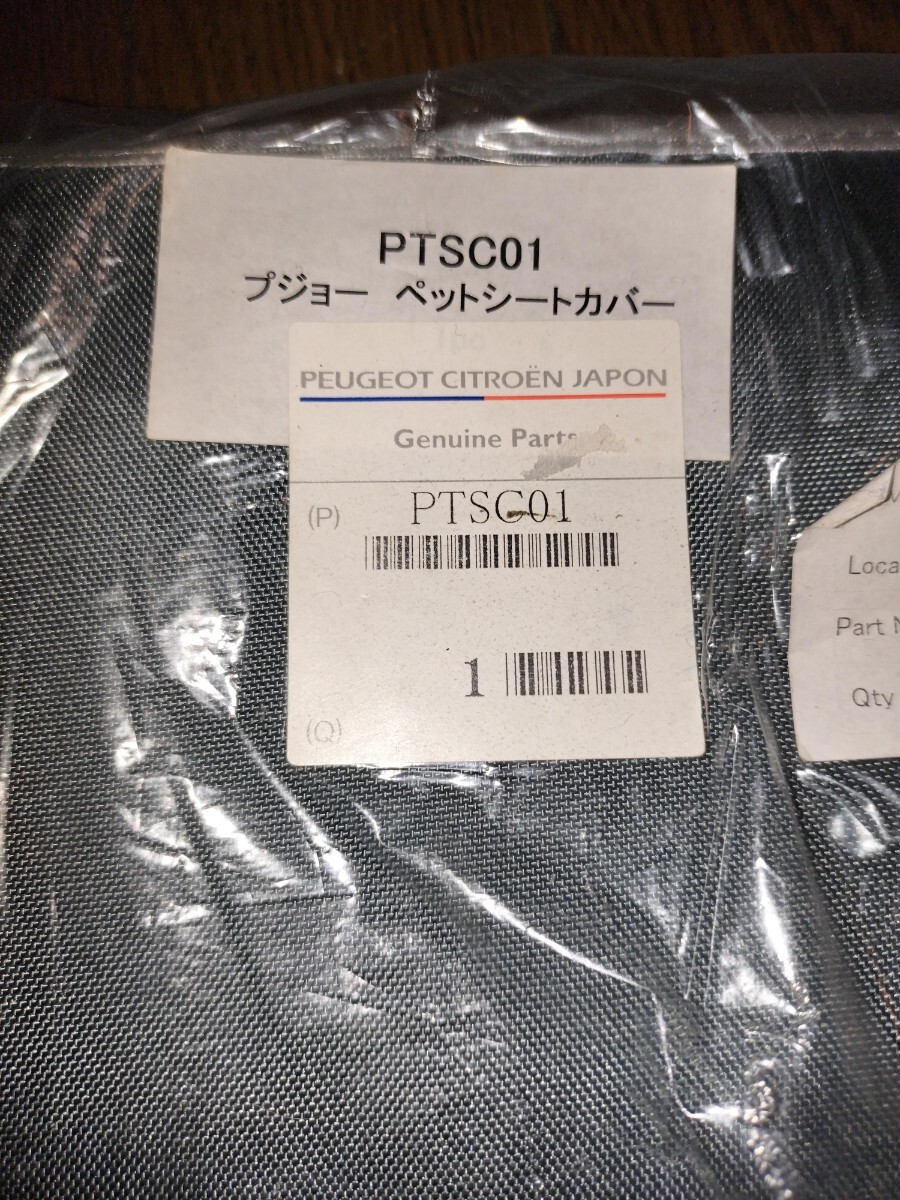 PTSC01
プジョー ペットシートカバー
PEUGEOT CITROËN JAPON
Genuine Parts
(P) PTSC01
1
(Q)
Part
Qty